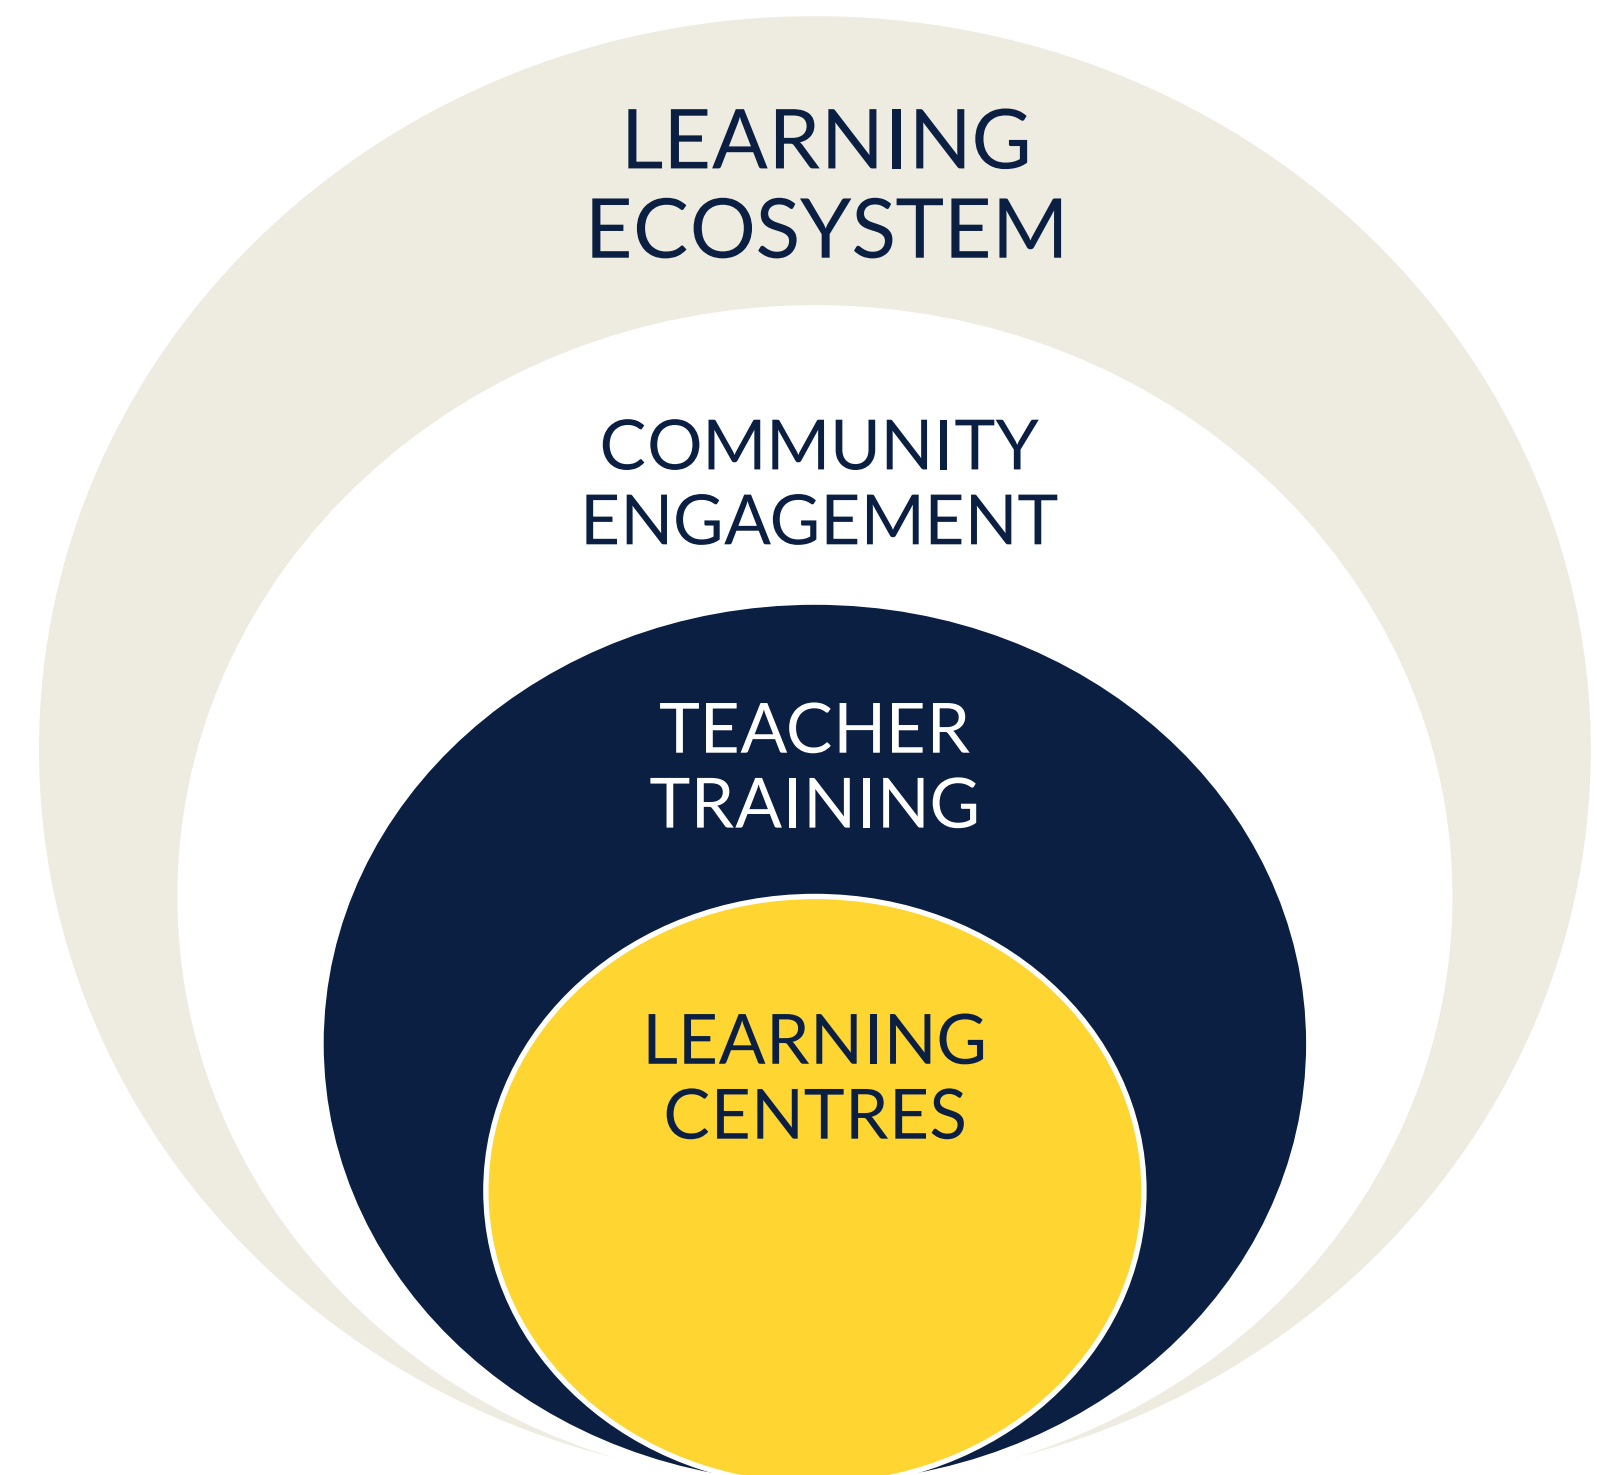 LEARNING
ECOSYSTEM
COMMUNITY
ENGAGEMENT
TEACHER
TRAINING
LEARNING
CENTRES